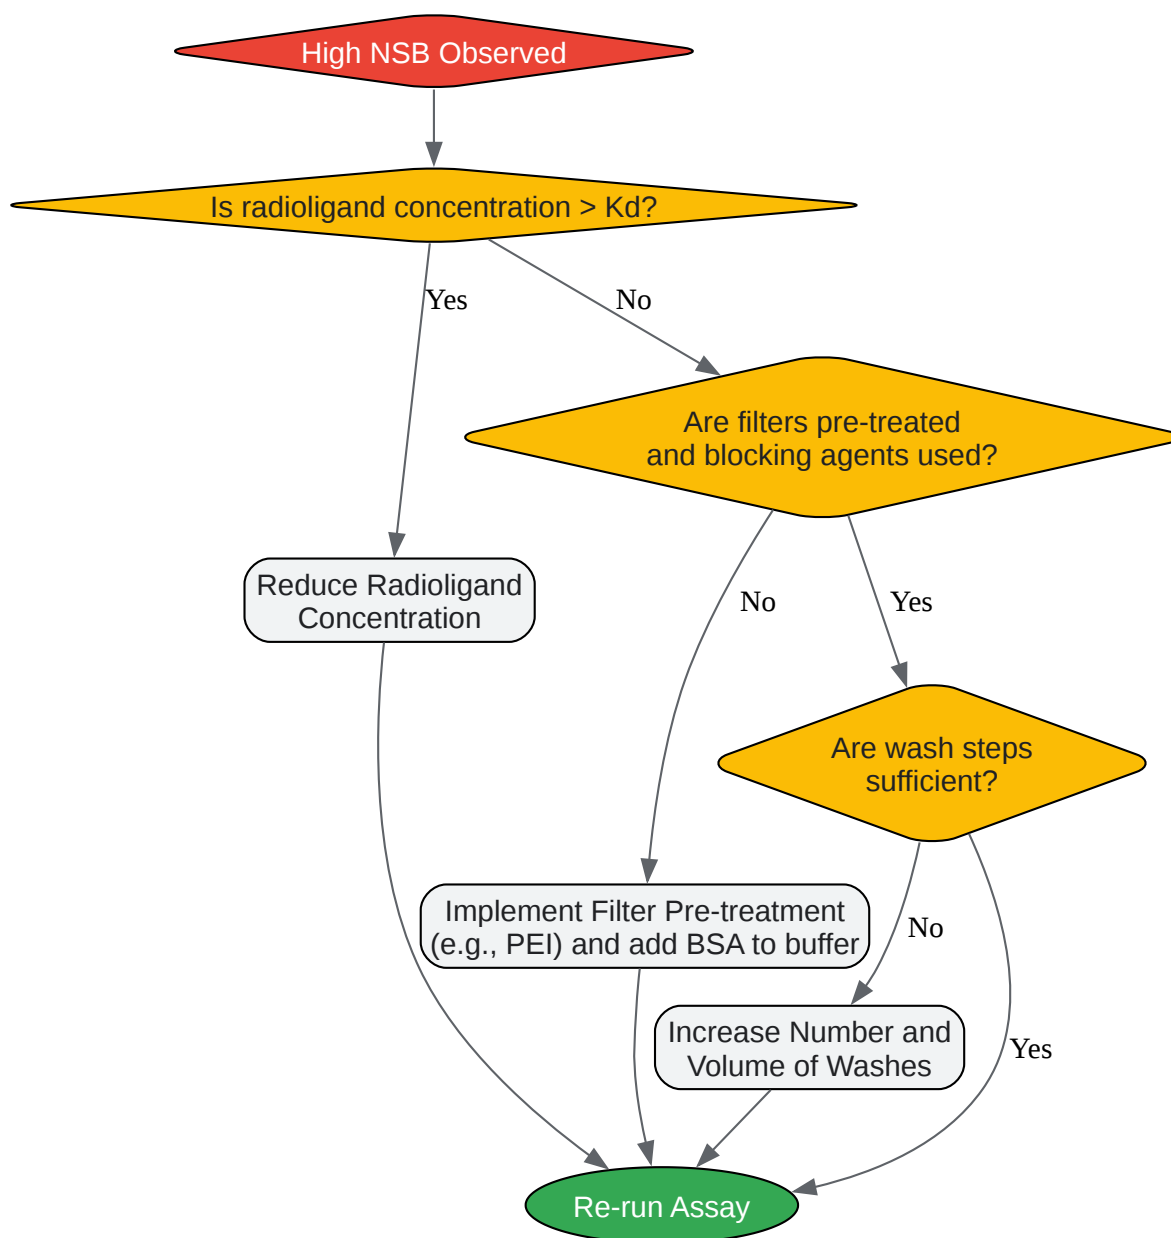 High NSB Observed
Is radioligand concentration > Kd?
Yes
No
Are filters pre-treated
and blocking agents used?
Reduce Radioligand
Concentration
No
Yes
Are wash steps
sufficient?
Implement Filter Pre-treatment
(e.g., PEI) and add BSA to buffer
No
Increase Number and
Volume of Washes
Yes
Re-run Assay